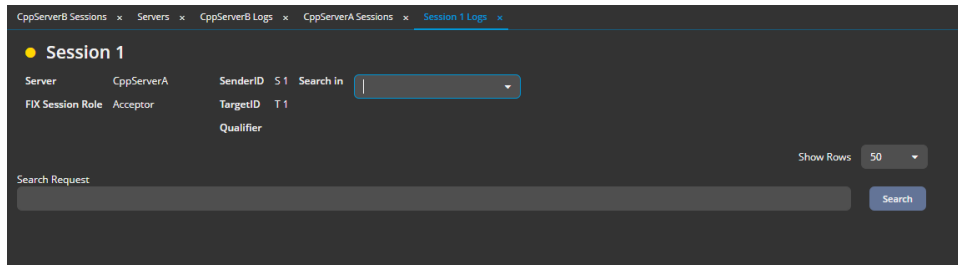 CppServerB Sessions × Servers × CppServerB Logs × CppServerA Sessions × Session 1 Logs ×
Session 1
Server CppServerA SenderID S 1 Search in
FIX Session Role Acceptor TargetID T 1
Qualifier
Show Rows 50
Search Request
Search